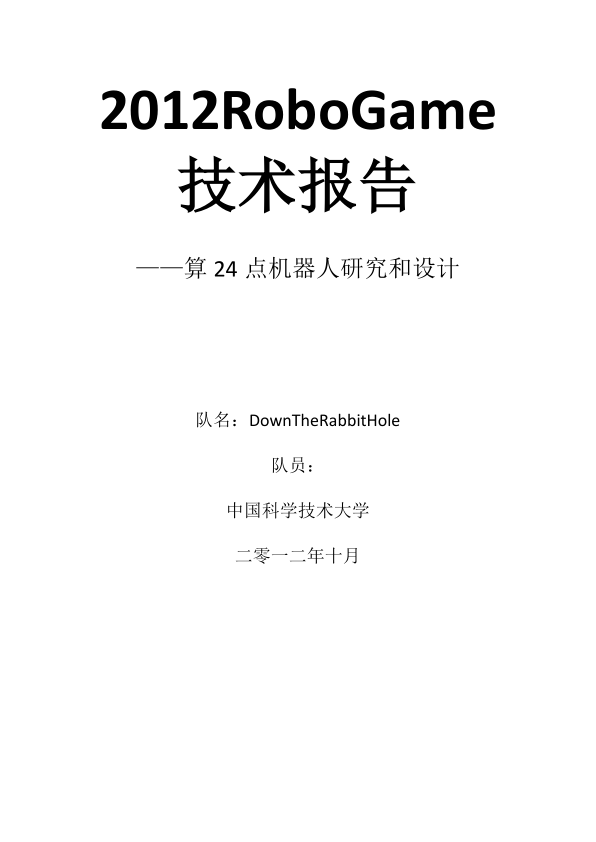 2012RoboGame
技术报告
——算 24 点机器人研究和设计
队名：DownTheRabbitHole
队员：
中国科学技术大学
二零一二年十月